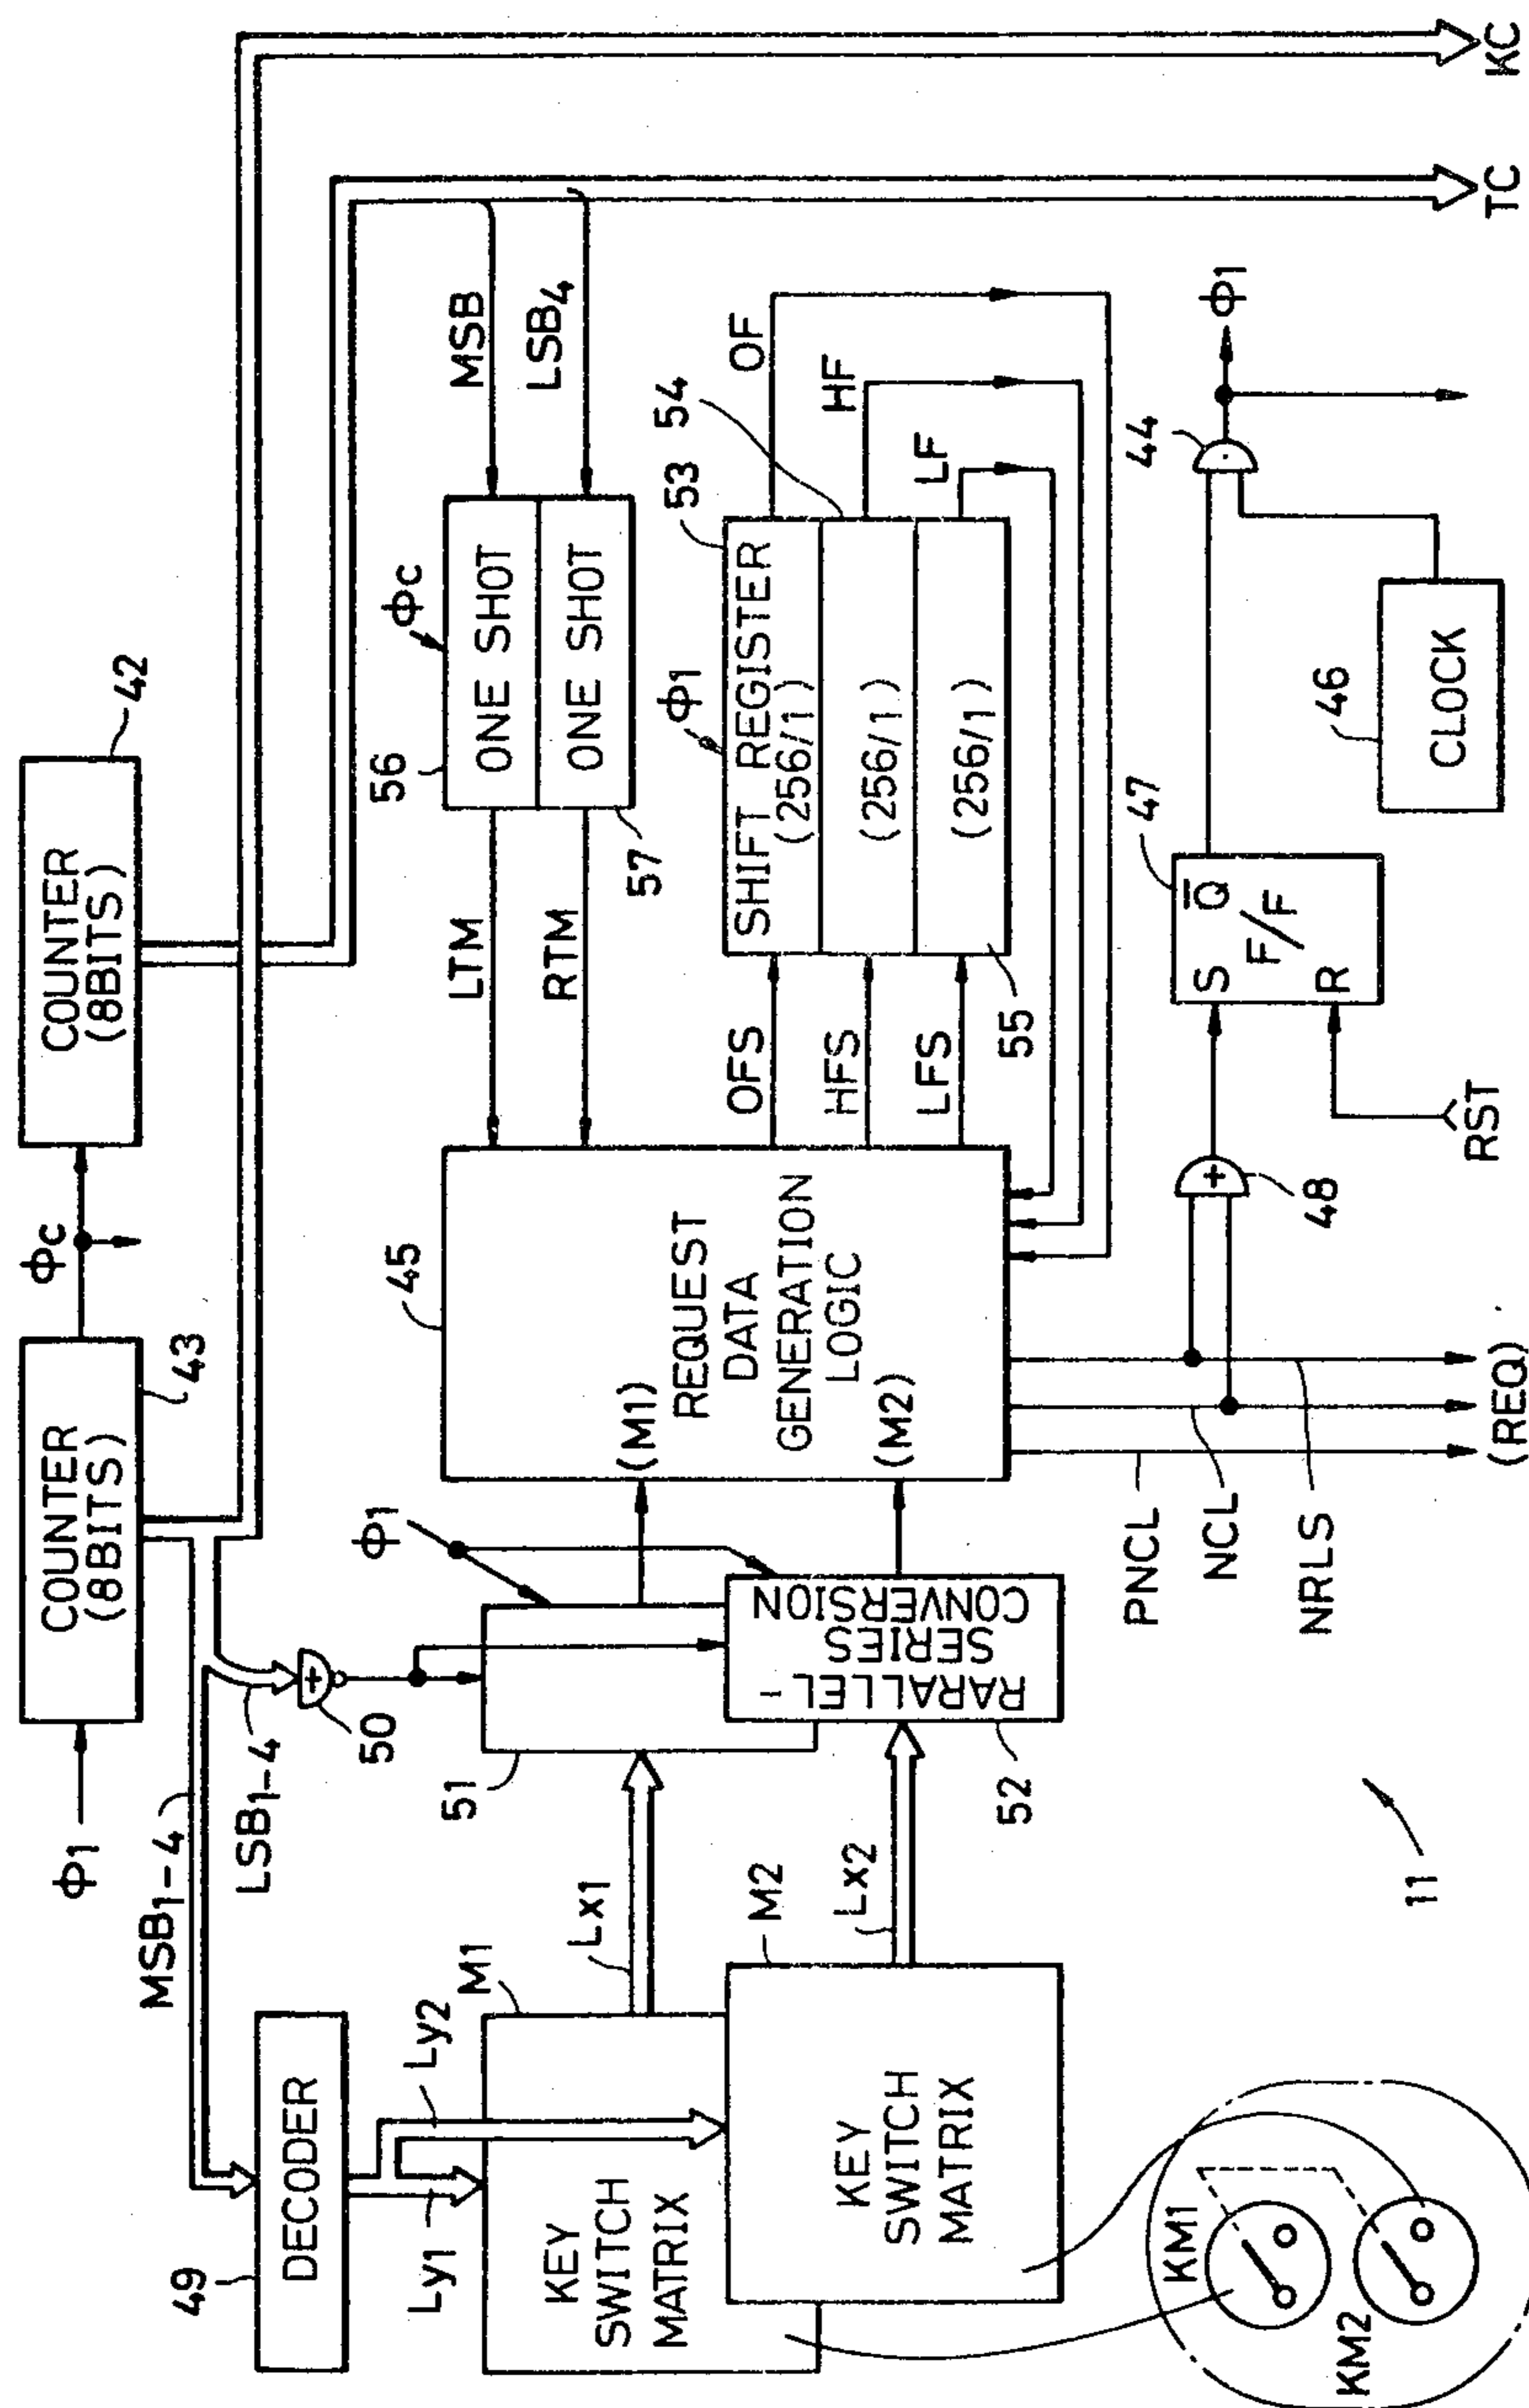 Φ1
COUNTER
(8BITS)
43
Φc
COUNTER
(8BITS)
42
MSB1-4
LSB1-4
50
49
DECODER
Ly1
Ly2
M1
KEY
SWITCH
MATRIX
M2
KEY
SWITCH
MATRIX
Lx1
Lx2
51
Φ1
RARALLEL-
SERIES
CONVERSION
52
45
(M1)
REQUEST
DATA
GENERATION
LOGIC
(M2)
LTM
RTM
56
Φc
ONE SHOT
ONE SHOT
57
MSB
LSB4
OFS
HFS
LFS
Φ1
53
SHIFT REGISTER
(256/1)
54
(256/1)
(256/1)
55
OF
HF
LF
PNCL
NCL
NRLS
(REQ)
48
RST
47
S
Q̅
F/F
R
46
CLOCK
44
Φ1
TC
KC
KM1
KM2
11